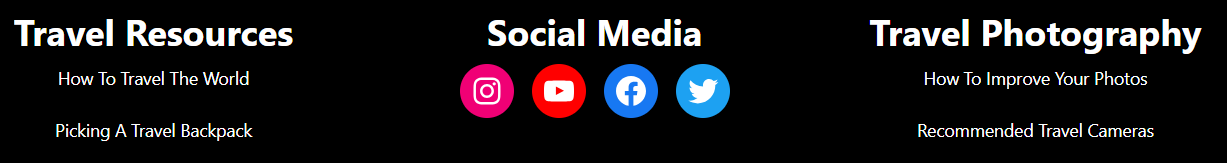 Travel Resources
How To Travel The World
Picking A Travel Backpack
Social Media
Travel Photography
How To Improve Your Photos
Recommended Travel Cameras